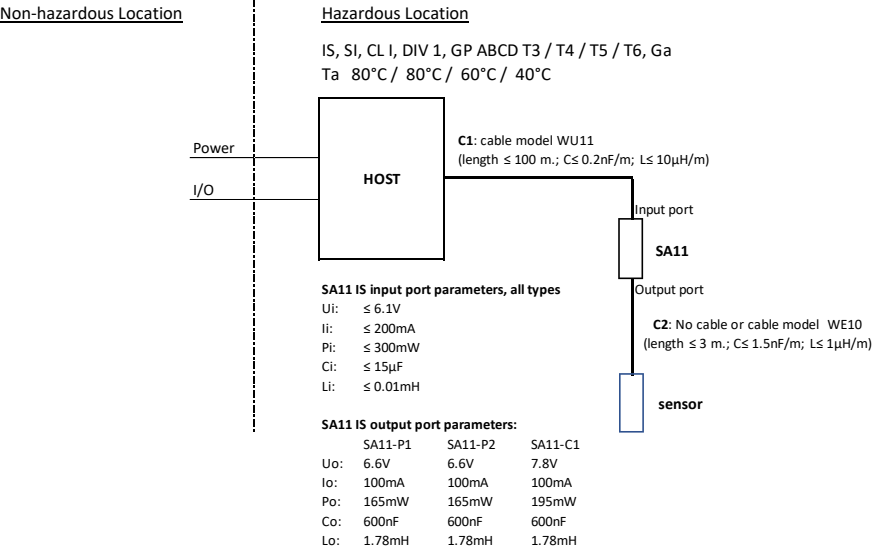 Non-hazardous Location
Hazardous Location
IS, SI, CL I, DIV 1, GP ABCD T3 / T4 / T5 / T6, Ga
Ta 80°C / 80°C / 60°C / 40°C
Power
I/O
HOST
C1: cable model WU11
(length ≤ 100 m.; C≤ 0.2nF/m; L≤ 10µH/m)
Input port
SA11
Output port
C2: No cable or cable model WE10
(length ≤ 3 m.; C≤ 1.5nF/m; L≤ 1µH/m)
sensor
SA11 IS input port parameters, all types
Ui: ≤ 6.1V
Ii: ≤ 200mA
Pi: ≤ 300mW
Ci: ≤ 15µF
Li: ≤ 0.01mH
SA11 IS output port parameters:
SA11-P1 SA11-P2 SA11-C1
Uo: 6.6V 6.6V 7.8V
Io: 100mA 100mA 100mA
Po: 165mW 165mW 195mW
Co: 600nF 600nF 600nF
Lo: 1.78mH 1.78mH 1.78mH